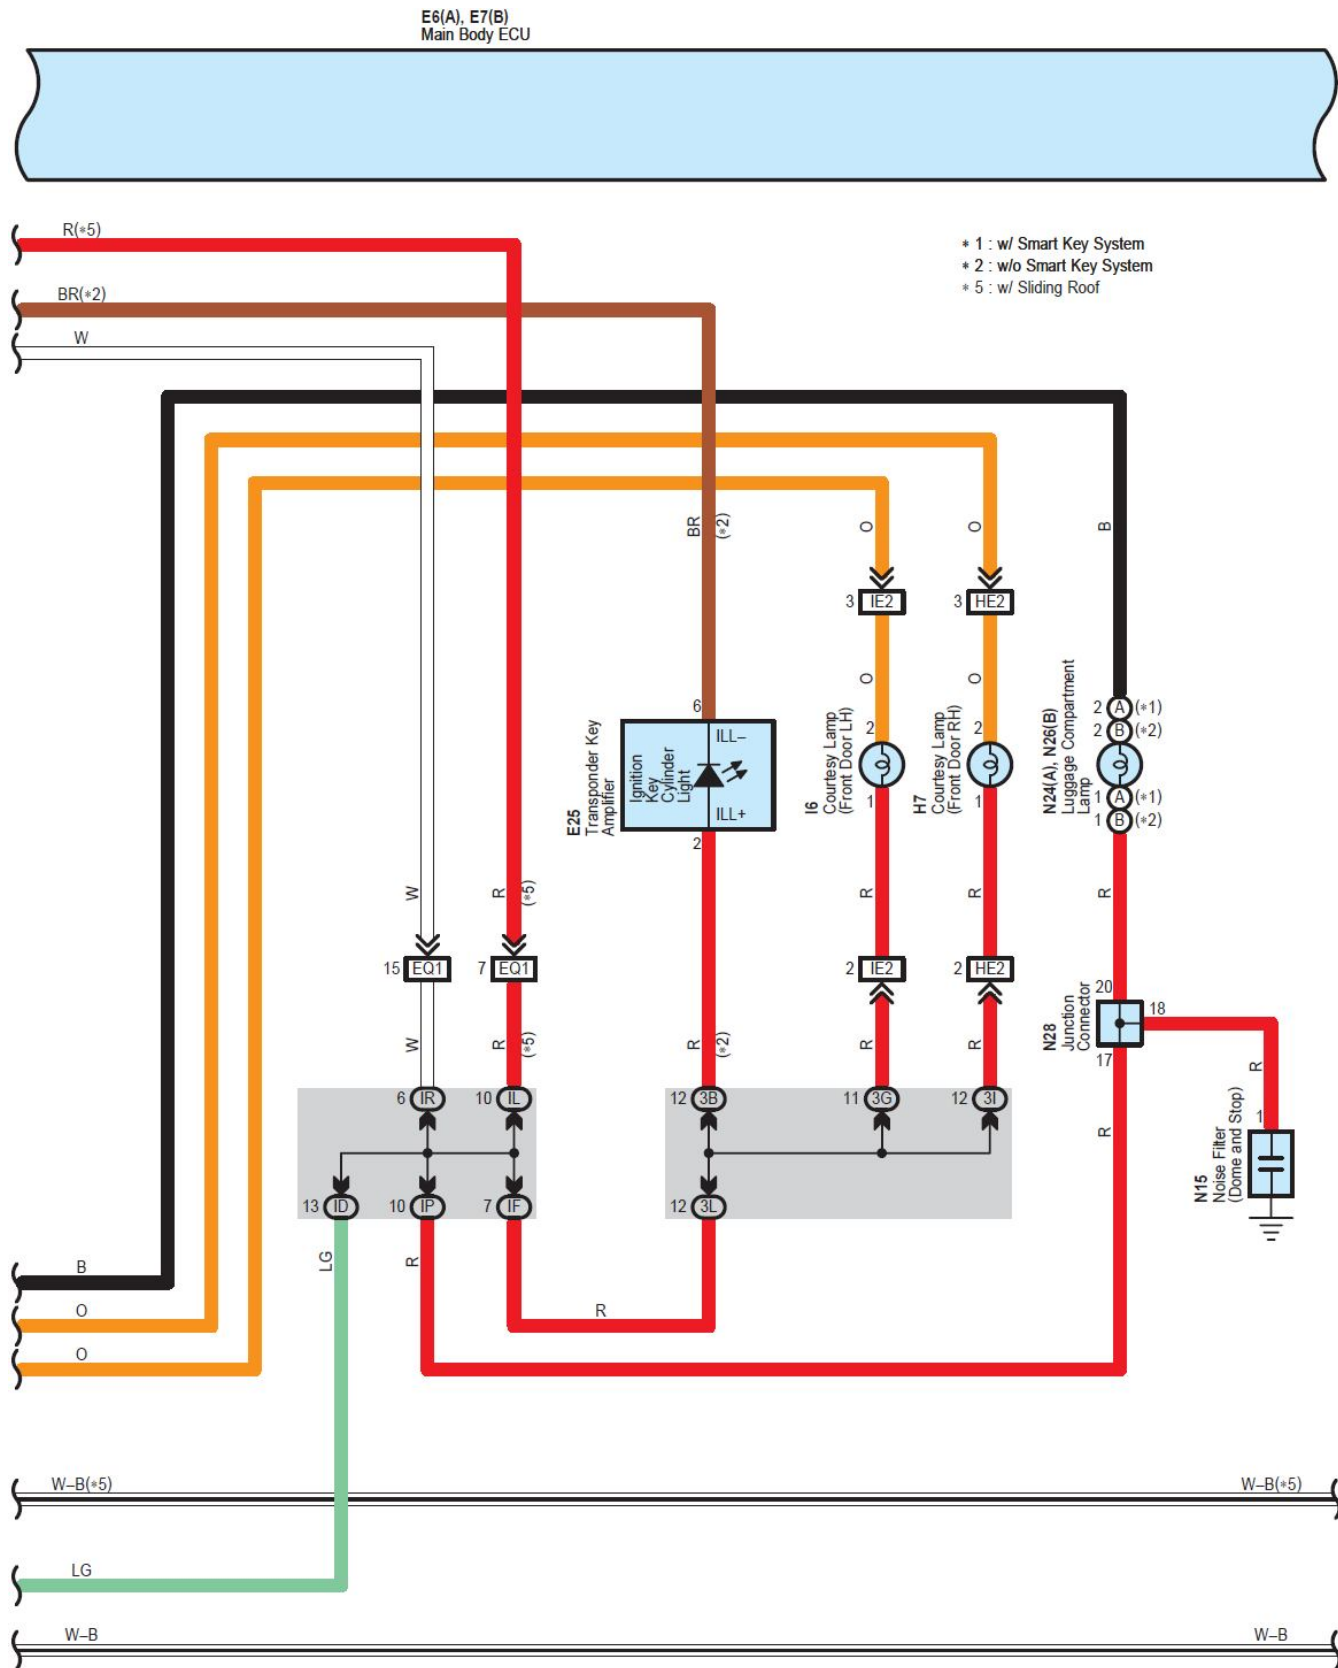 E6(A), E7(B)
Main Body ECU
R(∗5)
∗ 1 : w/ Smart Key System
∗ 2 : w/o Smart Key System
∗ 5 : w/ Sliding Roof
BR(∗2)
W
BR
(∗2)
O
O
B
3 IE2
3 HE2
O
O
6
ILL–
Ignition
Key
Cylinder
Light
ILL+
2
E25
Transponder Key
Amplifier
2
I6
Courtesy Lamp
(Front Door LH)
1
2
H7
Courtesy Lamp
(Front Door RH)
1
N24(A), N26(B)
Luggage Compartment
Lamp
2 A (∗1)
2 B (∗2)
1 A (∗1)
1 B (∗2)
W
R
(∗5)
R
R
R
15 EQ1
7 EQ1
2 IE2
2 HE2
20
18
N28
Junction
Connector
17
W
R
(∗5)
R
(∗2)
R
R
R
6 IR
10 IL
12 3B
11 3G
12 3I
R
1
N15
Noise Filter
(Dome and Stop)
13 ID
10 IP
7 IF
12 3L
LG
R
B
O
R
O
W–B(∗5)
W–B(∗5)
LG
W–B
W–B